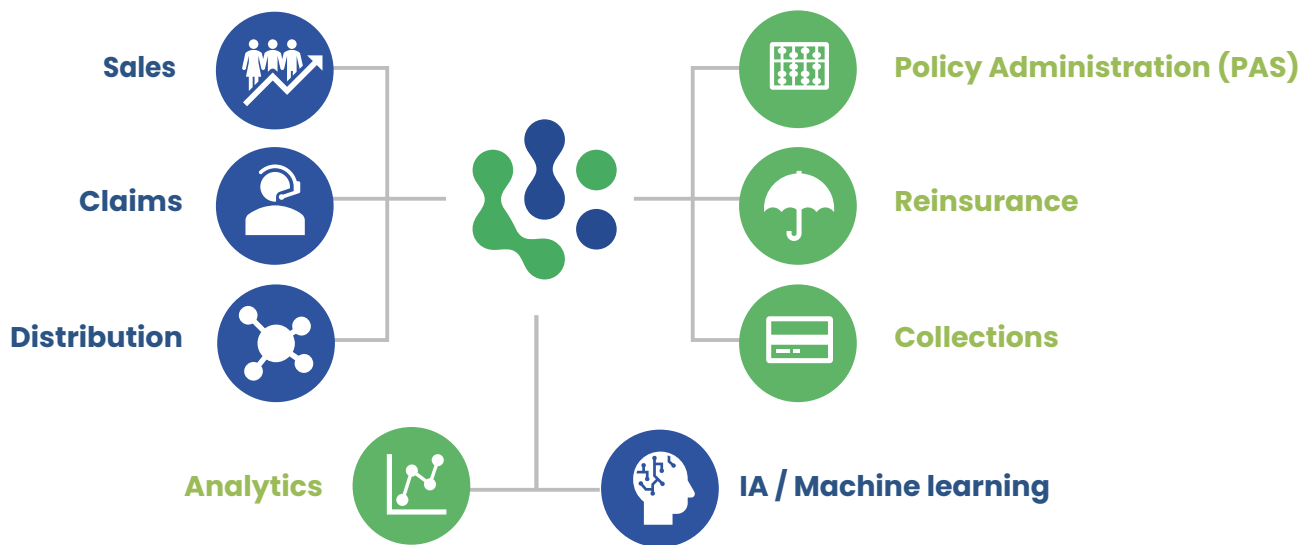 Sales
Policy Administration (PAS)
Claims
Reinsurance
Distribution
Collections
Analytics
IA / Machine learning